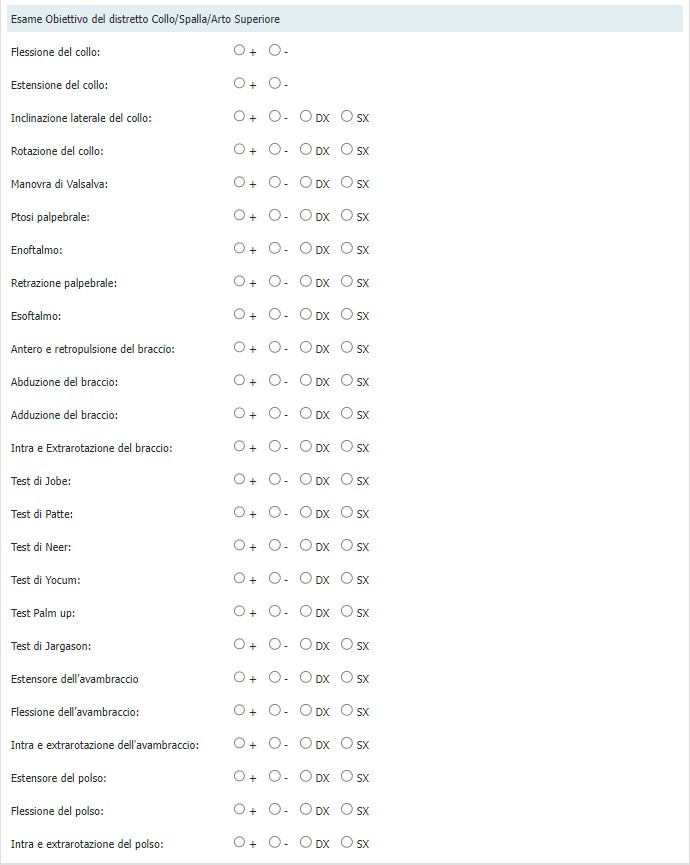 Esame Obiettivo del distretto Collo/Spalla/Arto Superiore
Flessione del collo: + -
Estensione del collo: + -
Inclinazione laterale del collo: + - DX SX
Rotazione del collo: + - DX SX
Manovra di Valsalva: + - DX SX
Ptosi palpebrale: + - DX SX
Enoftalmo: + - DX SX
Retrazione palpebrale: + - DX SX
Esoftalmo: + - DX SX
Antero e retropulsione del braccio: + - DX SX
Abduzione del braccio: + - DX SX
Adduzione del braccio: + - DX SX
Intra e Extrarotazione del braccio: + - DX SX
Test di Jobe: + - DX SX
Test di Patte: + - DX SX
Test di Neer: + - DX SX
Test di Yocum: + - DX SX
Test Palm up: + - DX SX
Test di Jargason: + - DX SX
Estensore dell'avambraccio + - DX SX
Flessione dell'avambraccio: + - DX SX
Intra e extrarotazione dell'avambraccio: + - DX SX
Estensore del polso: + - DX SX
Flessione del polso: + - DX SX
Intra e extrarotazione del polso: + - DX SX